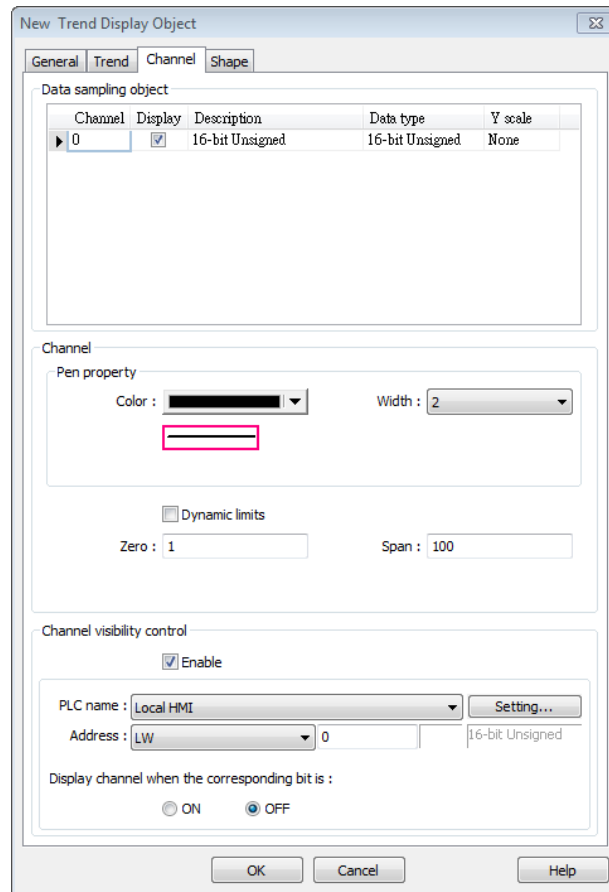 New Trend Display Object
General Trend Channel Shape
Data sampling object
Channel Display Description Data type Y scale
0 16-bit Unsigned 16-bit Unsigned None
Channel
Pen property
Color : Width : 2
Dynamic limits
Zero : 1 Span : 100
Channel visibility control
Enable
PLC name : Local HMI Setting...
Address : LW 0 16-bit Unsigned
Display channel when the corresponding bit is :
ON OFF
OK Cancel Help